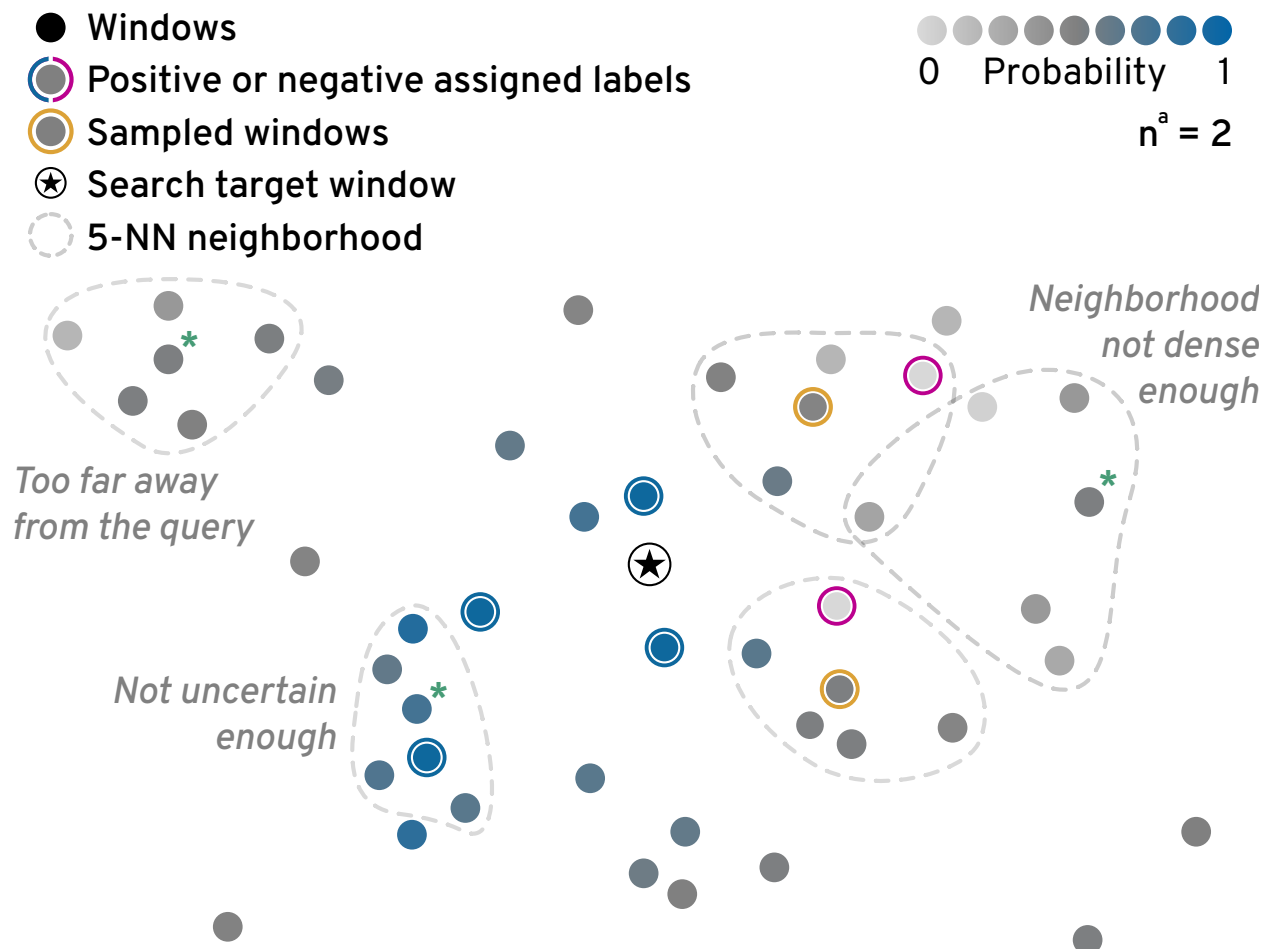 Windows
Positive or negative assigned labels
Sampled windows
Search target window
5-NN neighborhood
0 Probability 1
nᵃ = 2
Neighborhood
not dense
enough
*
*
Too far away
from the query
Not uncertain
enough
*